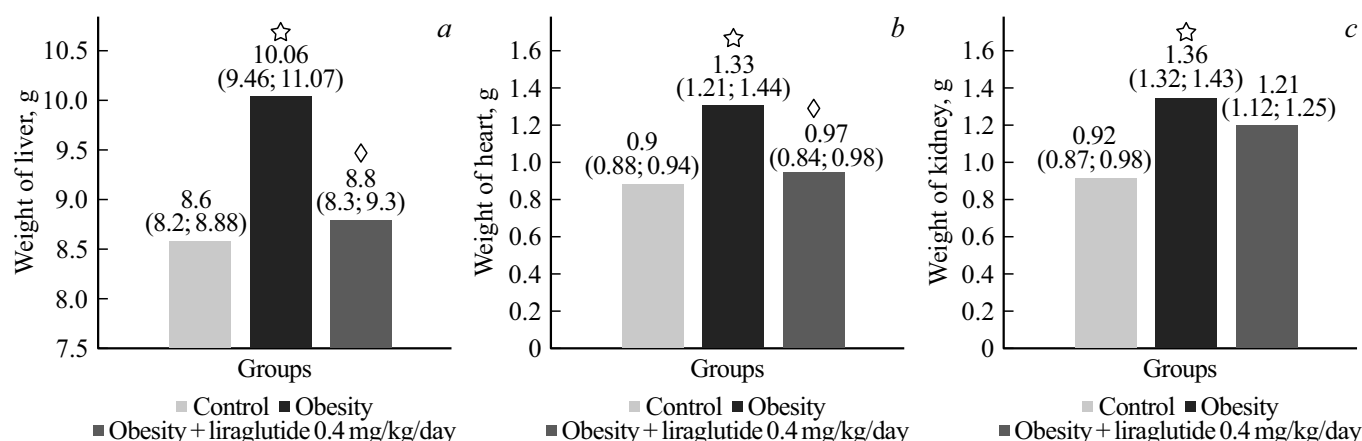 a
Weight of liver, g
10.5
10.0
9.5
9.0
8.5
8.0
7.5
8.6
(8.2; 8.88)
10.06
(9.46; 11.07)
8.8
(8.3; 9.3)
Groups
Control Obesity
Obesity + liraglutide 0.4 mg/kg/day
b
Weight of heart, g
1.6
1.4
1.2
1.0
0.8
0.6
0.4
0.2
0
0.9
(0.88; 0.94)
1.33
(1.21; 1.44)
0.97
(0.84; 0.98)
Groups
Control Obesity
Obesity + liraglutide 0.4 mg/kg/day
c
Weight of kidney, g
1.6
1.4
1.2
1.0
0.8
0.6
0.4
0.2
0
0.92
(0.87; 0.98)
1.36
(1.32; 1.43)
1.21
(1.12; 1.25)
Groups
Control Obesity
Obesity + liraglutide 0.4 mg/kg/day